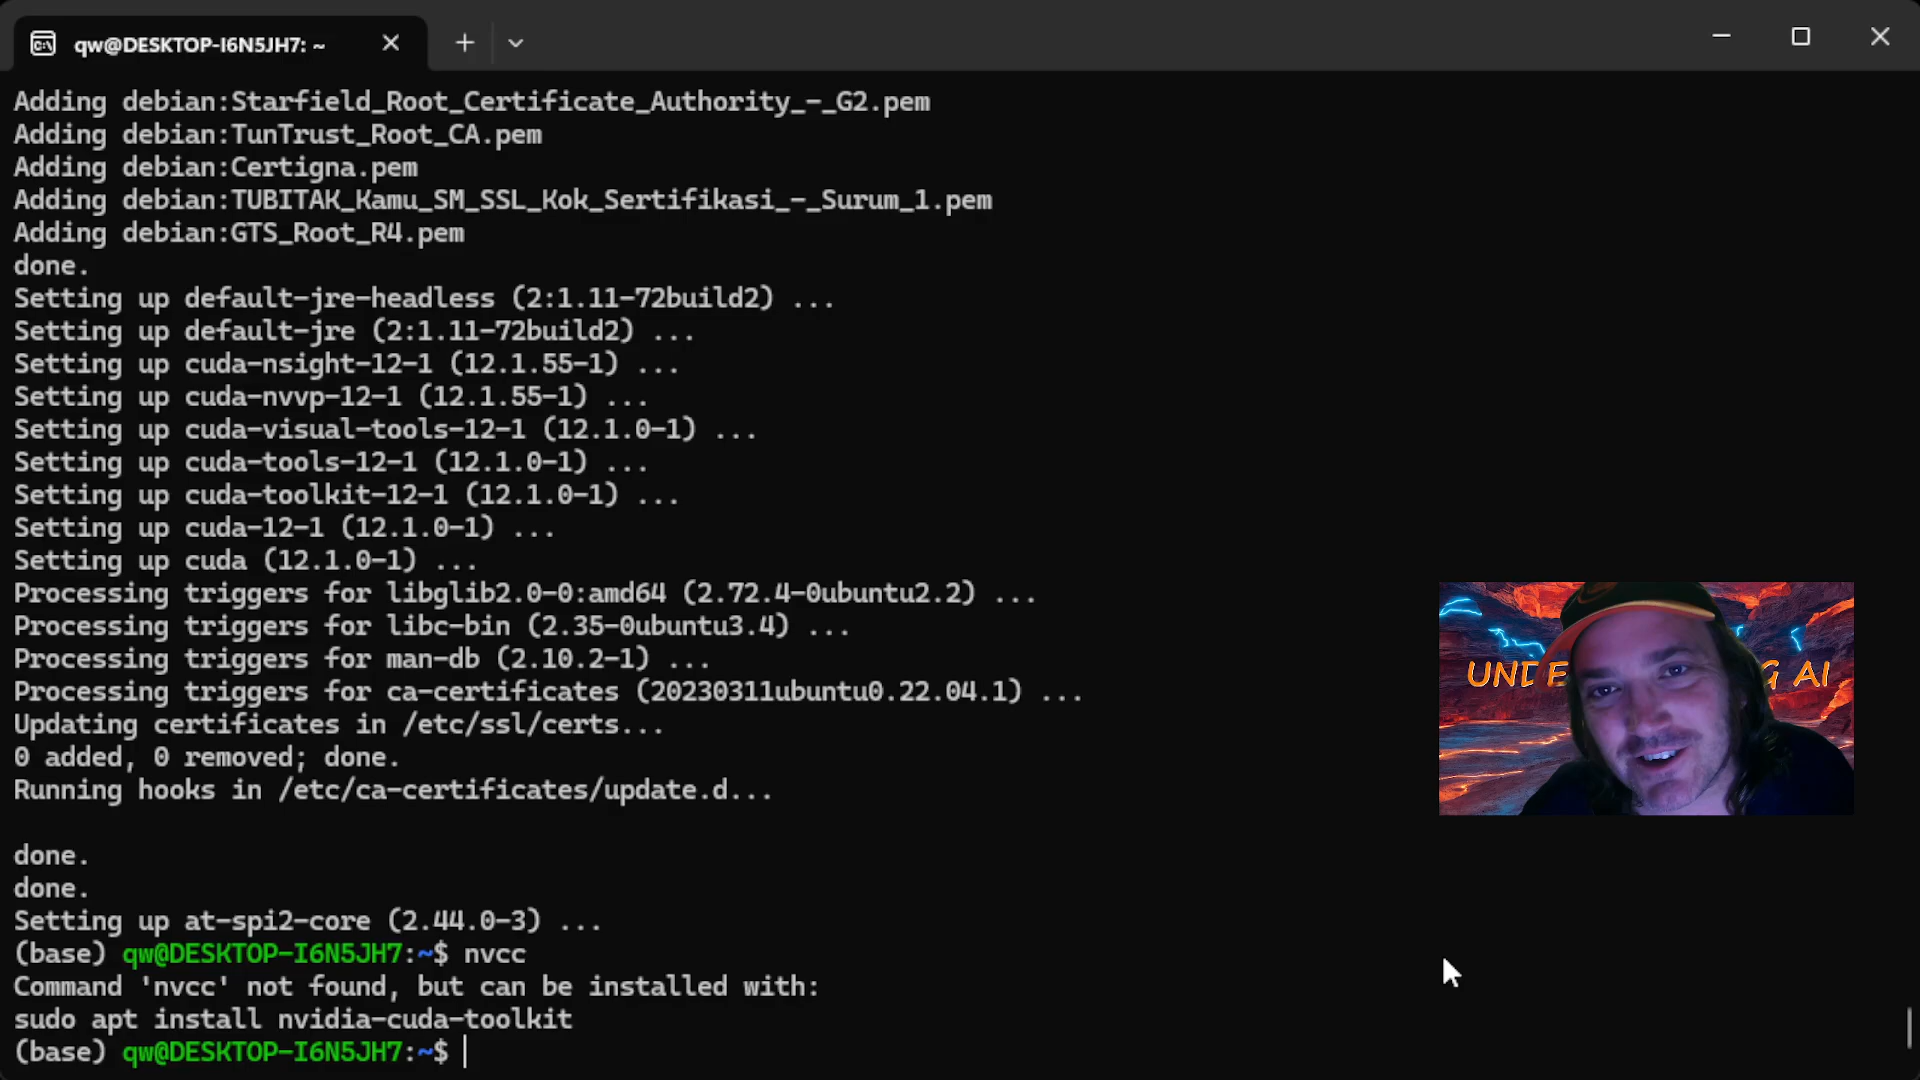 qw@DESKTOP-I6N5JH7: ~
Adding debian:Starfield_Root_Certificate_Authority_-_G2.pem
Adding debian:TunTrust_Root_CA.pem
Adding debian:Certigna.pem
Adding debian:TUBITAK_Kamu_SM_SSL_Kok_Sertifikasi_-_Surum_1.pem
Adding debian:GTS_Root_R4.pem
done.
Setting up default-jre-headless (2:1.11-72build2) ...
Setting up default-jre (2:1.11-72build2) ...
Setting up cuda-nsight-12-1 (12.1.55-1) ...
Setting up cuda-nvvp-12-1 (12.1.55-1) ...
Setting up cuda-visual-tools-12-1 (12.1.0-1) ...
Setting up cuda-tools-12-1 (12.1.0-1) ...
Setting up cuda-toolkit-12-1 (12.1.0-1) ...
Setting up cuda-12-1 (12.1.0-1) ...
Setting up cuda (12.1.0-1) ...
Processing triggers for libglib2.0-0:amd64 (2.72.4-0ubuntu2.2) ...
Processing triggers for libc-bin (2.35-0ubuntu3.4) ...
Processing triggers for man-db (2.10.2-1) ...
Processing triggers for ca-certificates (20230311ubuntu0.22.04.1) ...
Updating certificates in /etc/ssl/certs...
0 added, 0 removed; done.
Running hooks in /etc/ca-certificates/update.d...
done.
done.
Setting up at-spi2-core (2.44.0-3) ...
(base) qw@DESKTOP-I6N5JH7:~$ nvcc
Command 'nvcc' not found, but can be installed with:
sudo apt install nvidia-cuda-toolkit
(base) qw@DESKTOP-I6N5JH7:~$
AI